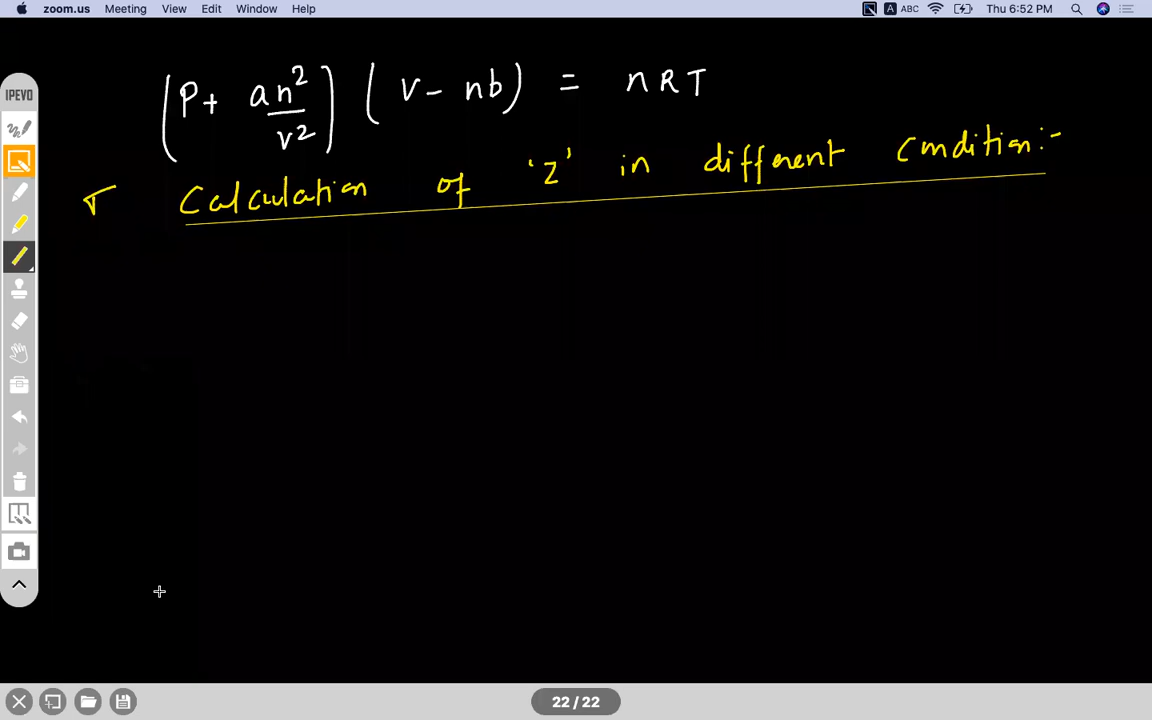 zoom.us Meeting View Edit Window Help A ABC Thu 6:52 PM
IPEVO
(P + an²/v²) (V - nb) = nRT
Calculation of 'Z' in different condition:-
22 / 22